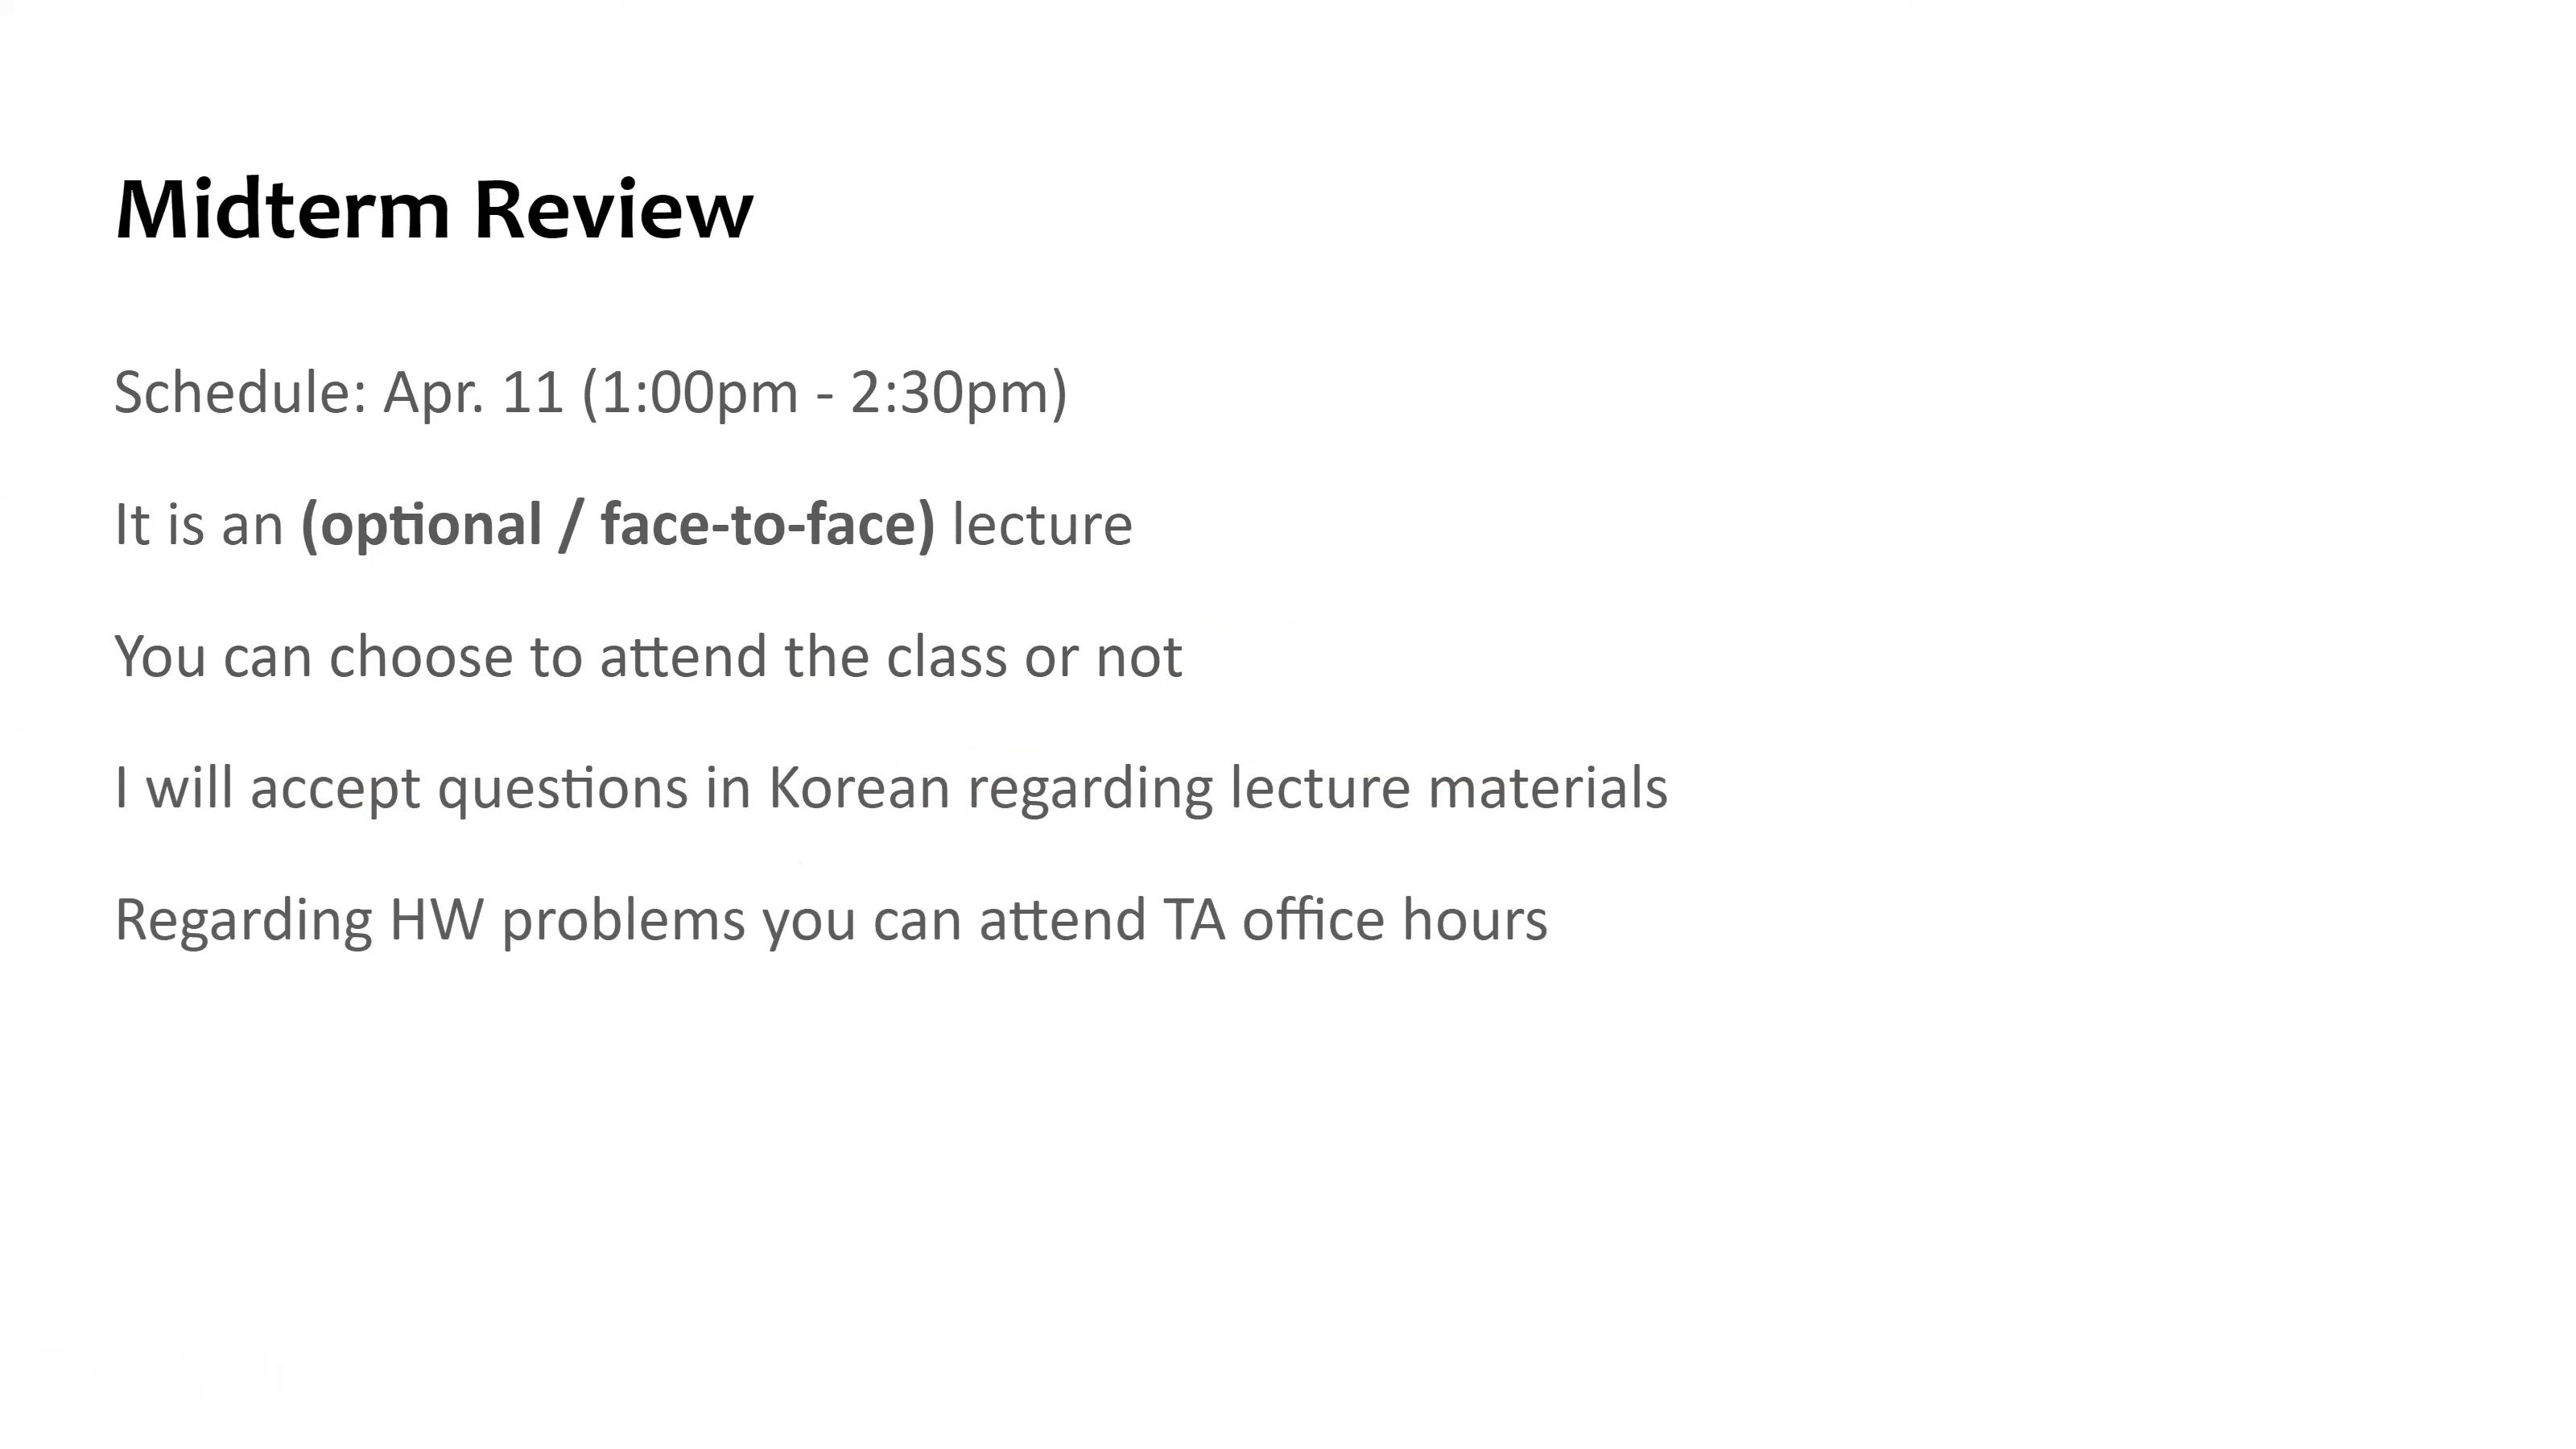 Midterm Review
Schedule: Apr. 11 (1:00pm - 2:30pm)
It is an (optional / face-to-face) lecture
You can choose to attend the class or not
I will accept questions in Korean regarding lecture materials
Regarding HW problems you can attend TA office hours